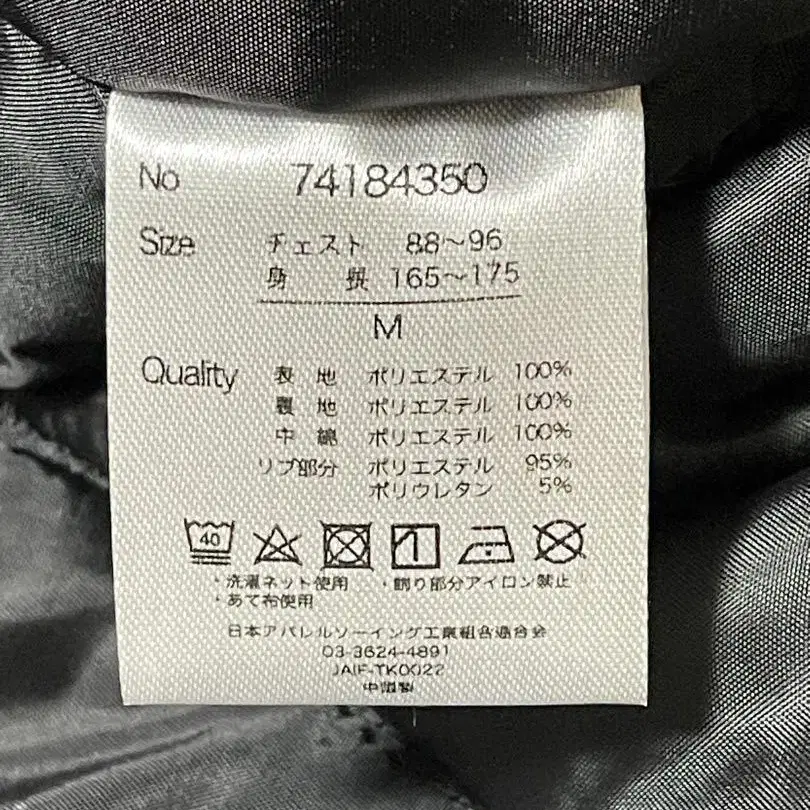 No 74184350
Size チェスト 88～96
身 長 165～175
M
Quality 表 地 ポリエステル 100%
裏 地 ポリエステル 100%
中 綿 ポリエステル 100%
リブ部分 ポリエステル 95%
ポリウレタン 5%
40
・洗濯ネット使用 ・飾り部分アイロン禁止
・あて布使用
日本アパレルソーイング工業組合連合会
03-3624-4891
JAIF-TK0022
中国製